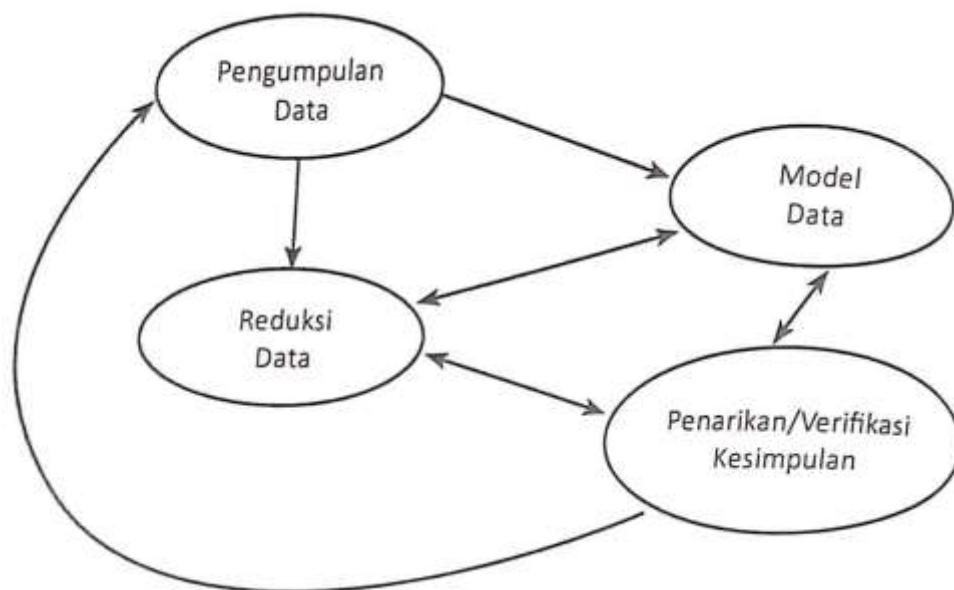 Pengumpulan
Data
Model
Data
Reduksi
Data
Penarikan/Verifikasi
Kesimpulan